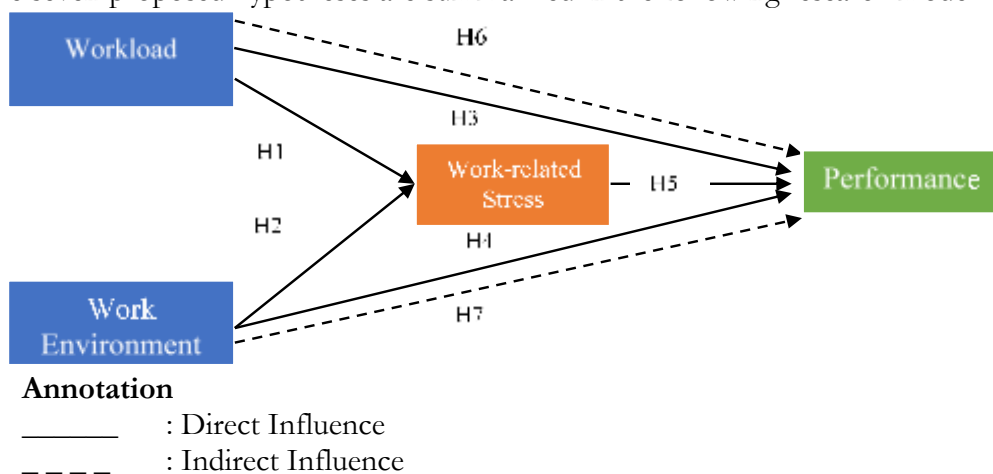 Workload
H6
H3
H1
Work-related
Stress
H5
Performance
H2
H4
Work
Environment
H7
Annotation
______ : Direct Influence
_ _ _ _ : Indirect Influence